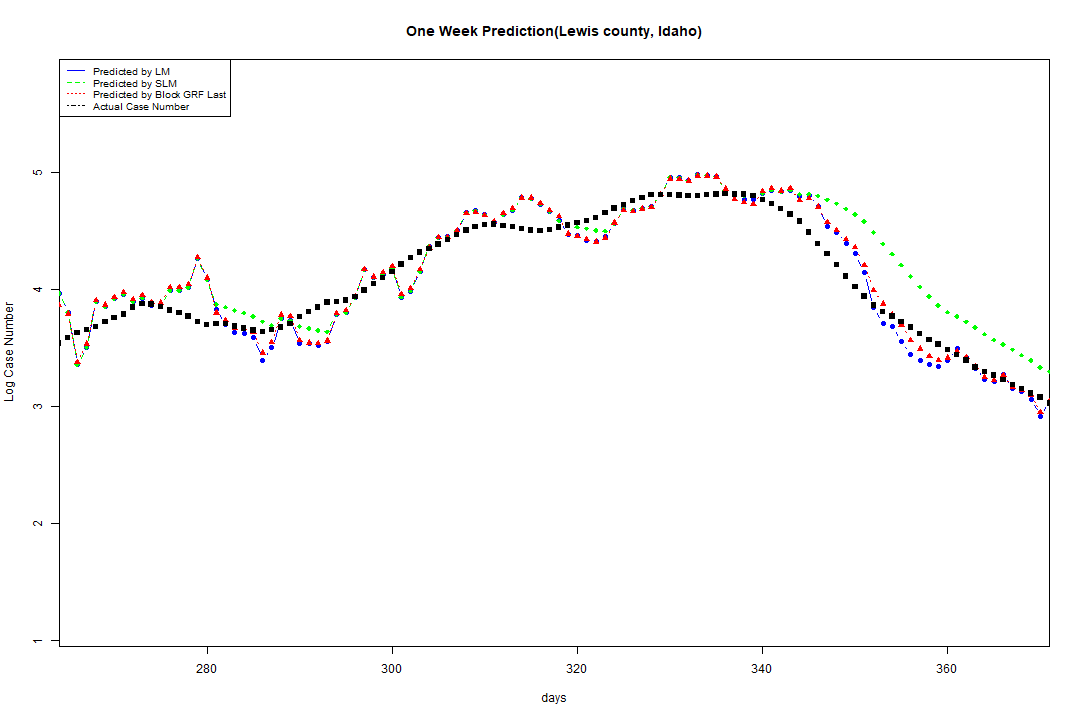 One Week Prediction(Lewis county, Idaho)
Predicted by LM
Predicted by SLM
Predicted by Block GRF Last
Actual Case Number
5
4
3
2
1
Log Case Number
280 300 320 340 360
days